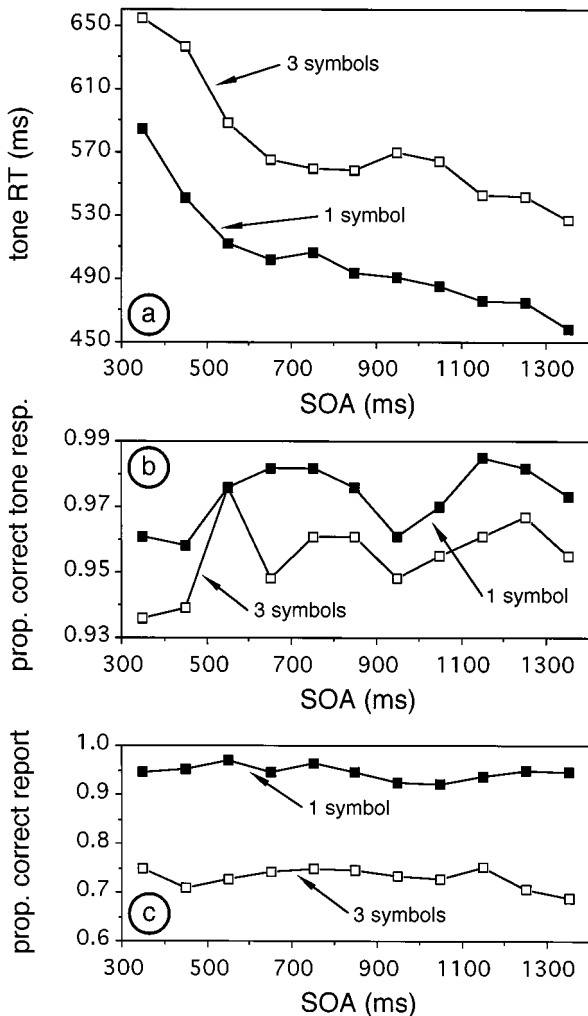 tone RT (ms)
650
610
570
530
490
450
3 symbols
1 symbol
a
300 500 700 900 1100 1300
SOA (ms)
prop. correct tone resp.
0.99
0.97
0.95
0.93
b
3 symbols
1 symbol
300 500 700 900 1100 1300
SOA (ms)
prop. correct report
1.0
0.9
0.8
0.7
0.6
1 symbol
3 symbols
c
300 500 700 900 1100 1300
SOA (ms)